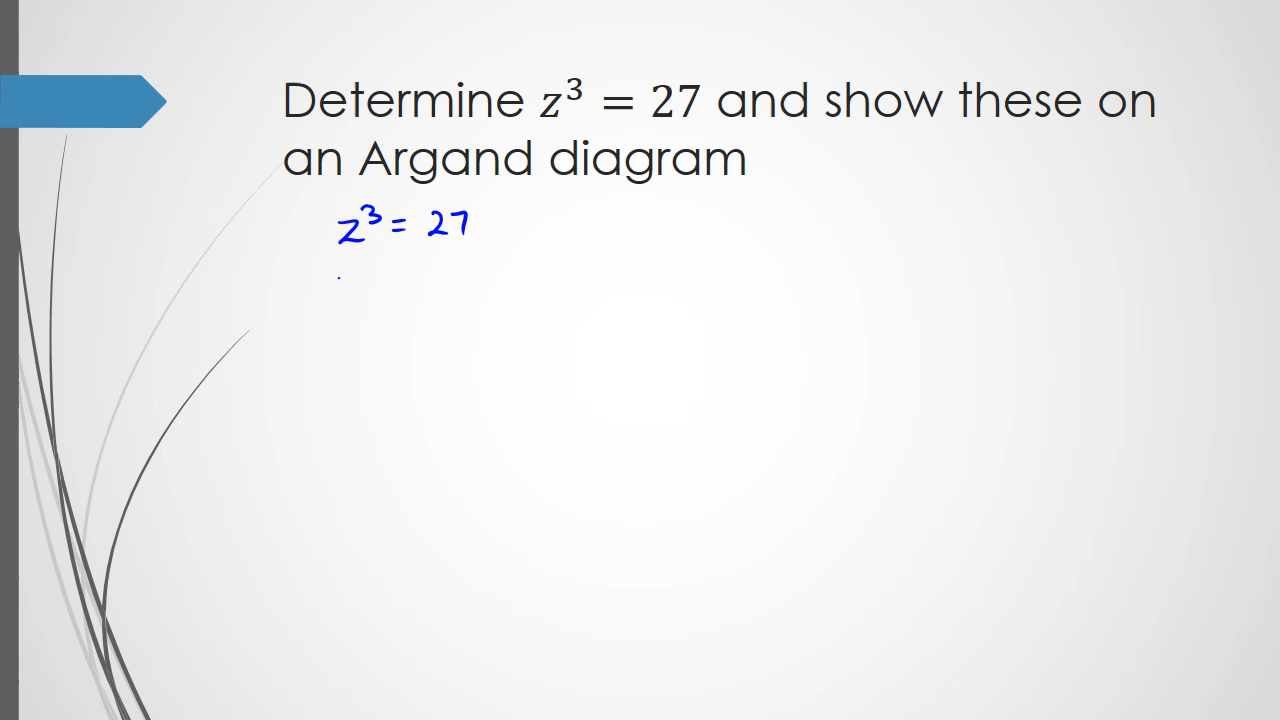 Determine z³ = 27 and show these on
an Argand diagram
z³ = 27